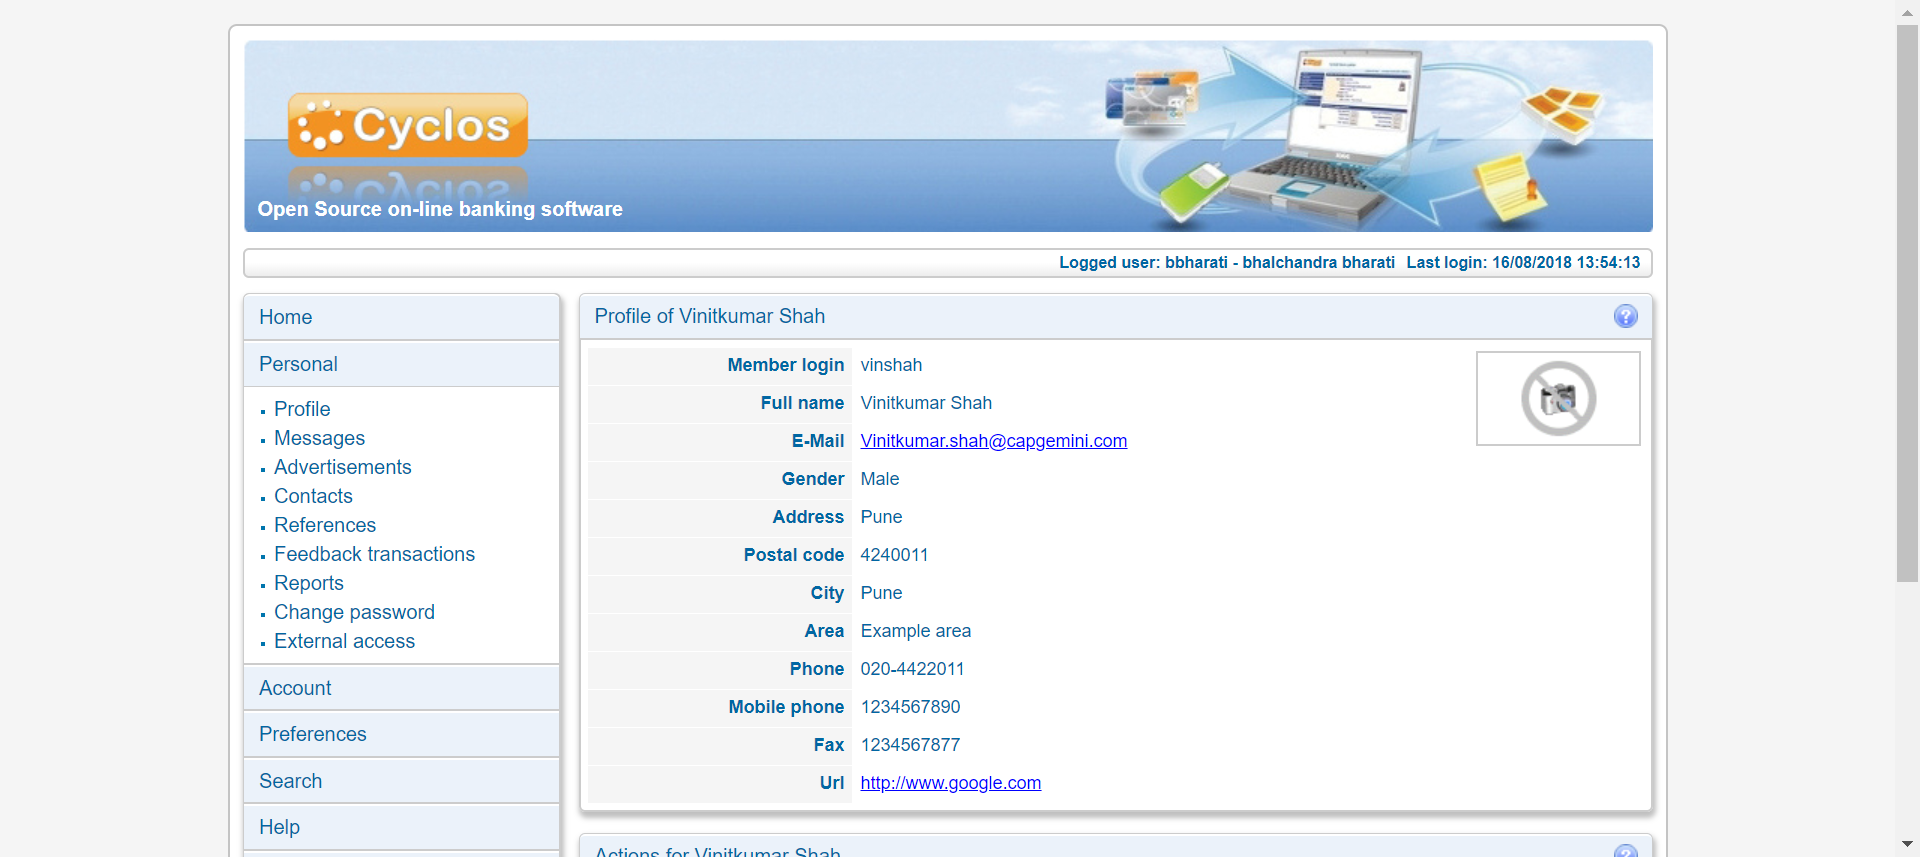 Cyclos
Open Source on-line banking software
Logged user: bbharati - bhalchandra bharati Last login: 16/08/2018 13:54:13
Home
Personal
Profile
Messages
Advertisements
Contacts
References
Feedback transactions
Reports
Change password
External access
Account
Preferences
Search
Help
Profile of Vinitkumar Shah
Member login vinshah
Full name Vinitkumar Shah
E-Mail Vinitkumar.shah@capgemini.com
Gender Male
Address Pune
Postal code 4240011
City Pune
Area Example area
Phone 020-4422011
Mobile phone 1234567890
Fax 1234567877
Url http://www.google.com
Actions for Vinitkumar Shah